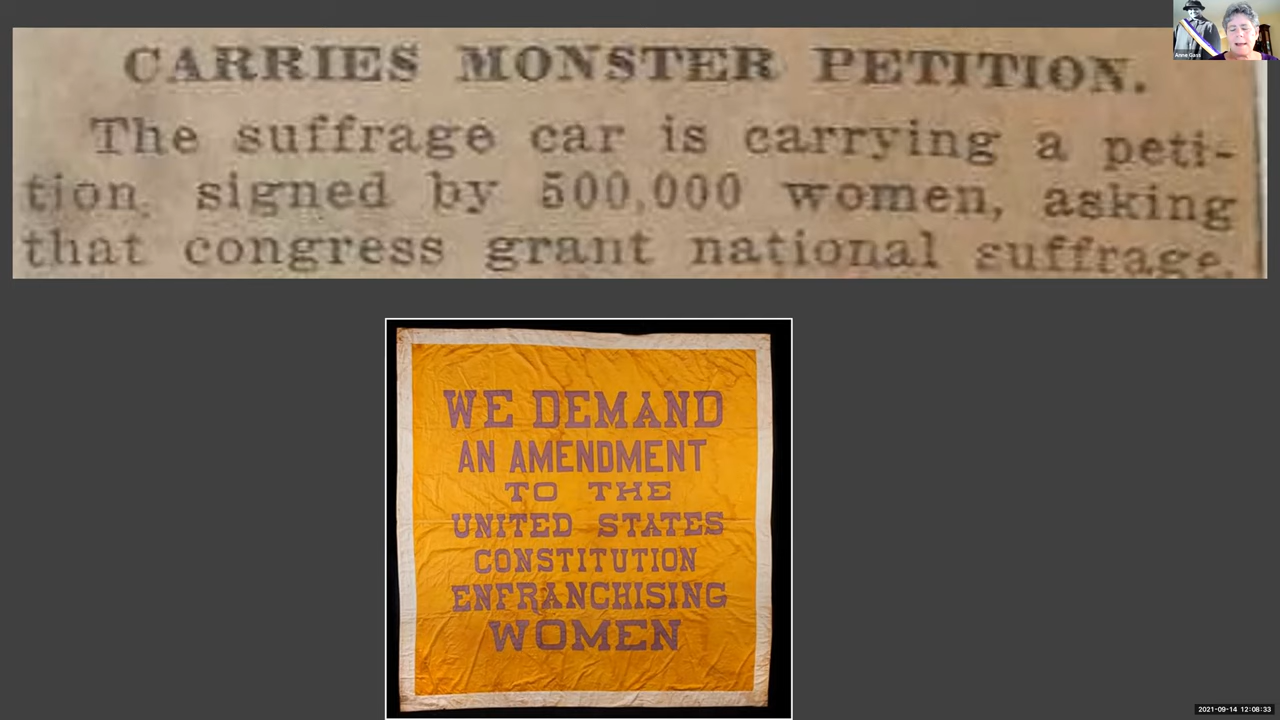 CARRIES MONSTER PETITION.
The suffrage car is carrying a peti-
tion, signed by 500,000 women, asking
that congress grant national suffrage.
WE DEMAND
AN AMENDMENT
TO THE
UNITED STATES
CONSTITUTION
ENFRANCHISING
WOMEN
Anne Gass
2021-09-14 12:08:33